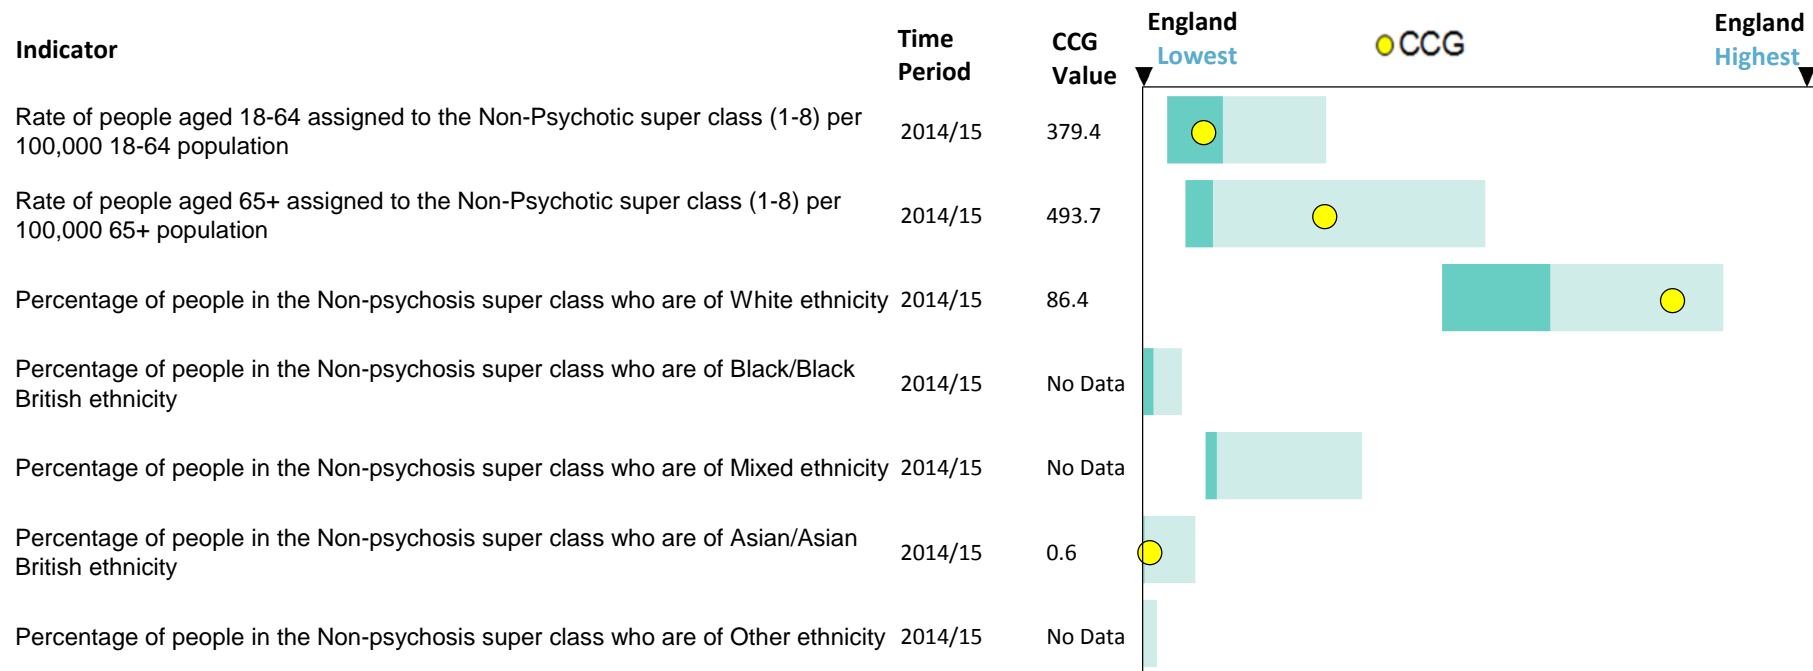 Indicator
Time
Period
CCG
Value
England
Lowest
CCG
England
Highest
Rate of people aged 18-64 assigned to the Non-Psychotic super class (1-8) per
100,000 18-64 population
2014/15
379.4
Rate of people aged 65+ assigned to the Non-Psychotic super class (1-8) per
100,000 65+ population
2014/15
493.7
Percentage of people in the Non-psychosis super class who are of White ethnicity
2014/15
86.4
Percentage of people in the Non-psychosis super class who are of Black/Black
British ethnicity
2014/15
No Data
Percentage of people in the Non-psychosis super class who are of Mixed ethnicity
2014/15
No Data
Percentage of people in the Non-psychosis super class who are of Asian/Asian
British ethnicity
2014/15
0.6
Percentage of people in the Non-psychosis super class who are of Other ethnicity
2014/15
No Data